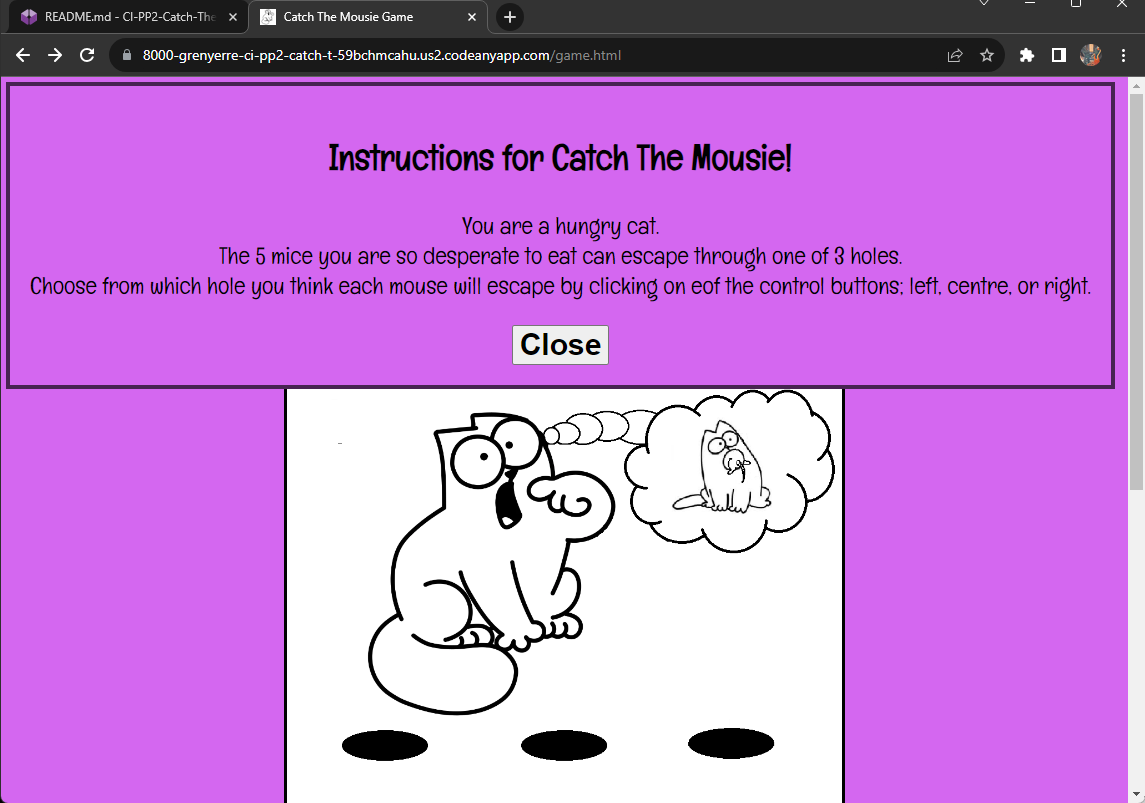 README.md - CI-PP2-Catch-The
Catch The Mousie Game
8000-grenyerre-ci-pp2-catch-t-59bchmcahu.us2.codeanyapp.com/game.html
Instructions for Catch The Mousie!
You are a hungry cat.
The 5 mice you are so desperate to eat can escape through one of 3 holes.
Choose from which hole you think each mouse will escape by clicking on eof the control buttons; left, centre, or right.
Close